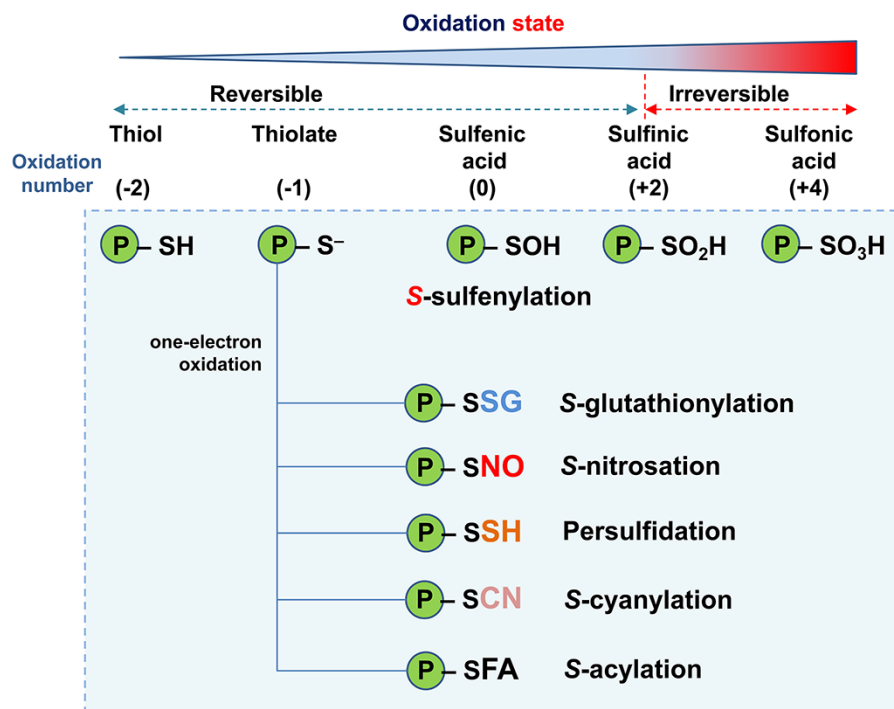 Oxidation state
Reversible
Irreversible
Thiol
Thiolate
Sulfenic
acid
Sulfinic
acid
Sulfonic
acid
Oxidation
number
(-2)
(-1)
(0)
(+2)
(+4)
P – SH
P – S⁻
P – SOH
P – SO₂H
P – SO₃H
S-sulfenylation
one-electron
oxidation
P – SSG S-glutathionylation
P – SNO S-nitrosation
P – SSH Persulfidation
P – SCN S-cyanylation
P – SFA S-acylation